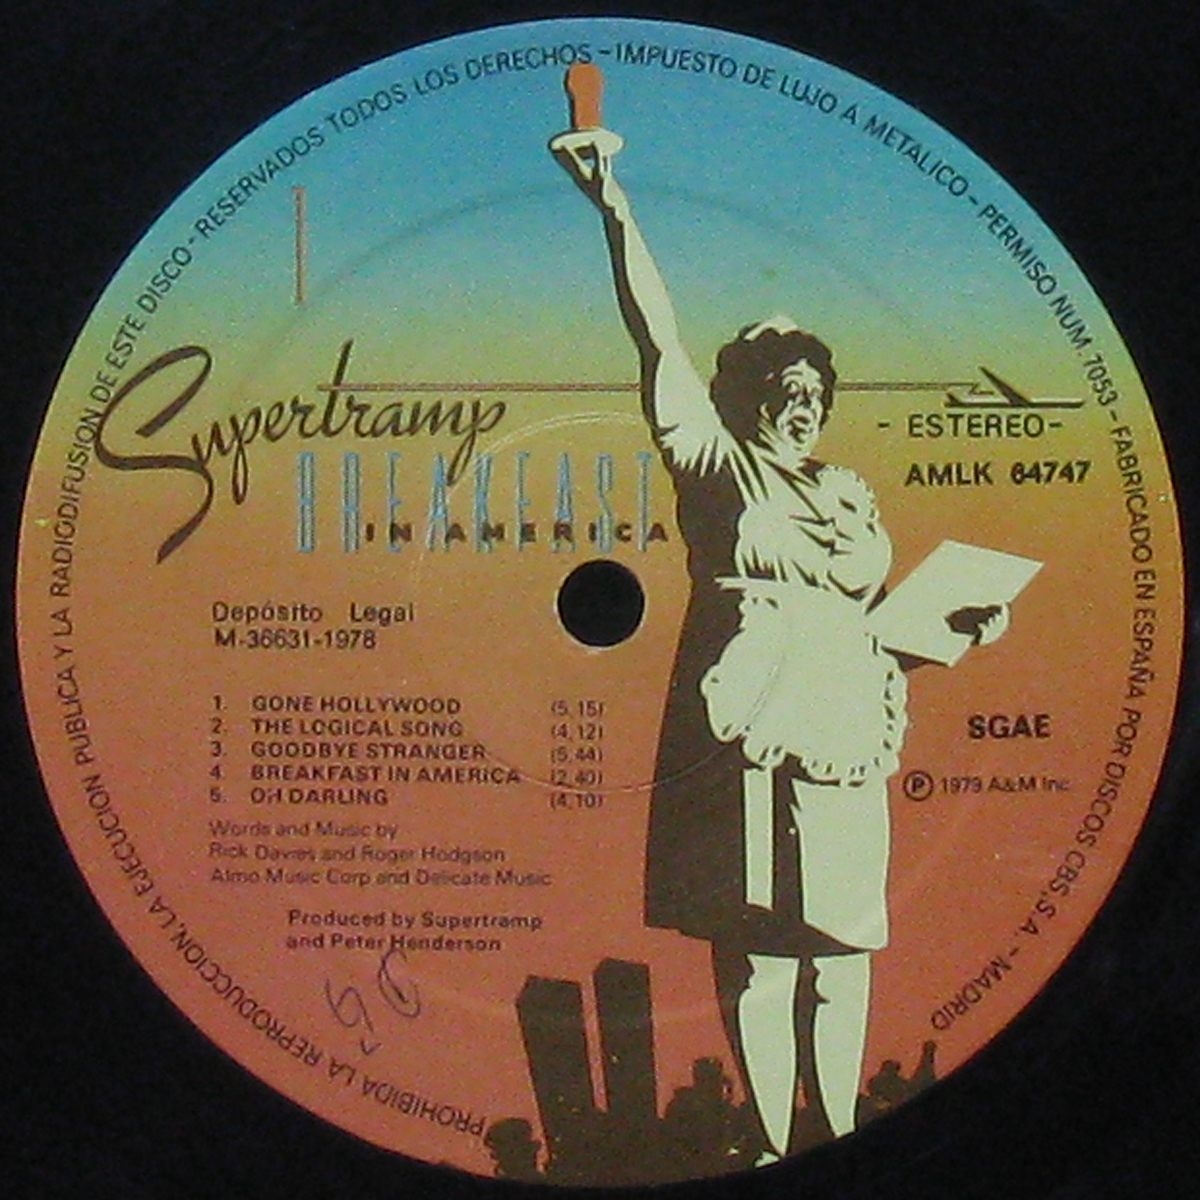 PROHIBIDA LA REPRODUCCION, LA EJECUCION PUBLICA Y LA RADIODIFUSION DE ESTE DISCO - RESERVADOS TODOS LOS DERECHOS - IMPUESTO DE LUJO A METALICO - PERMISO NUM. 7053 - FABRICADO EN ESPAÑA POR DISCOS CBS, S.A. - MADRID
Supertramp
BREAKFAST
IN AMERICA
- ESTEREO -
AMLK 64747
Depósito Legal
M-36631-1978
1. GONE HOLLYWOOD (5,15)
2. THE LOGICAL SONG (4,12)
3. GOODBYE STRANGER (5,44)
4. BREAKFAST IN AMERICA (2,40)
5. OH DARLING (4,10)
SGAE
Ⓟ 1979 A&M Inc.
Words and Music by
Rick Davies and Roger Hodgson
Almo Music Corp and Delicate Music
Produced by Supertramp
and Peter Henderson